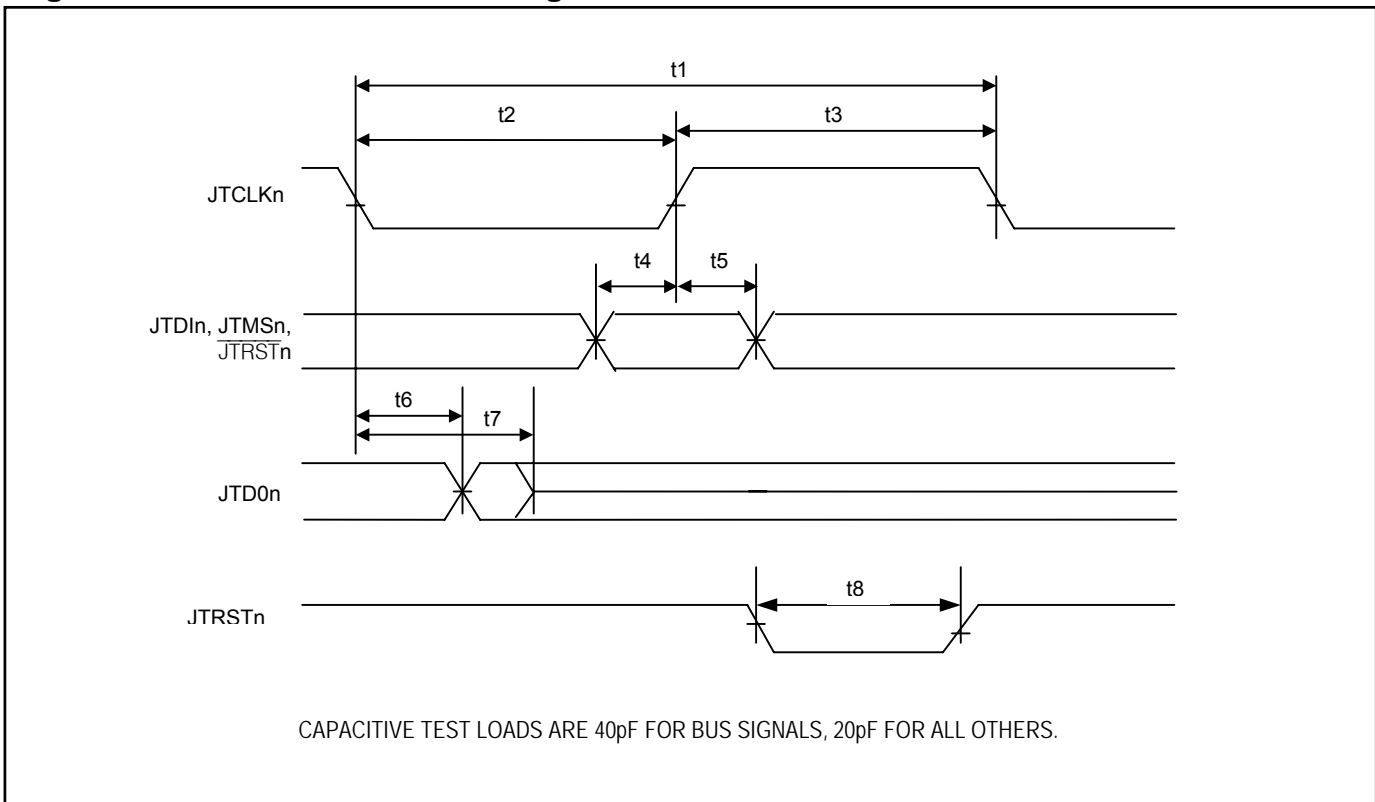 t1
t2
t3
JTCLKn
t4
t5
JTDIn, JTMSn,
JTRSTn
t6
t7
JTD0n
t8
JTRSTn
CAPACITIVE TEST LOADS ARE 40pF FOR BUS SIGNALS, 20pF FOR ALL OTHERS.